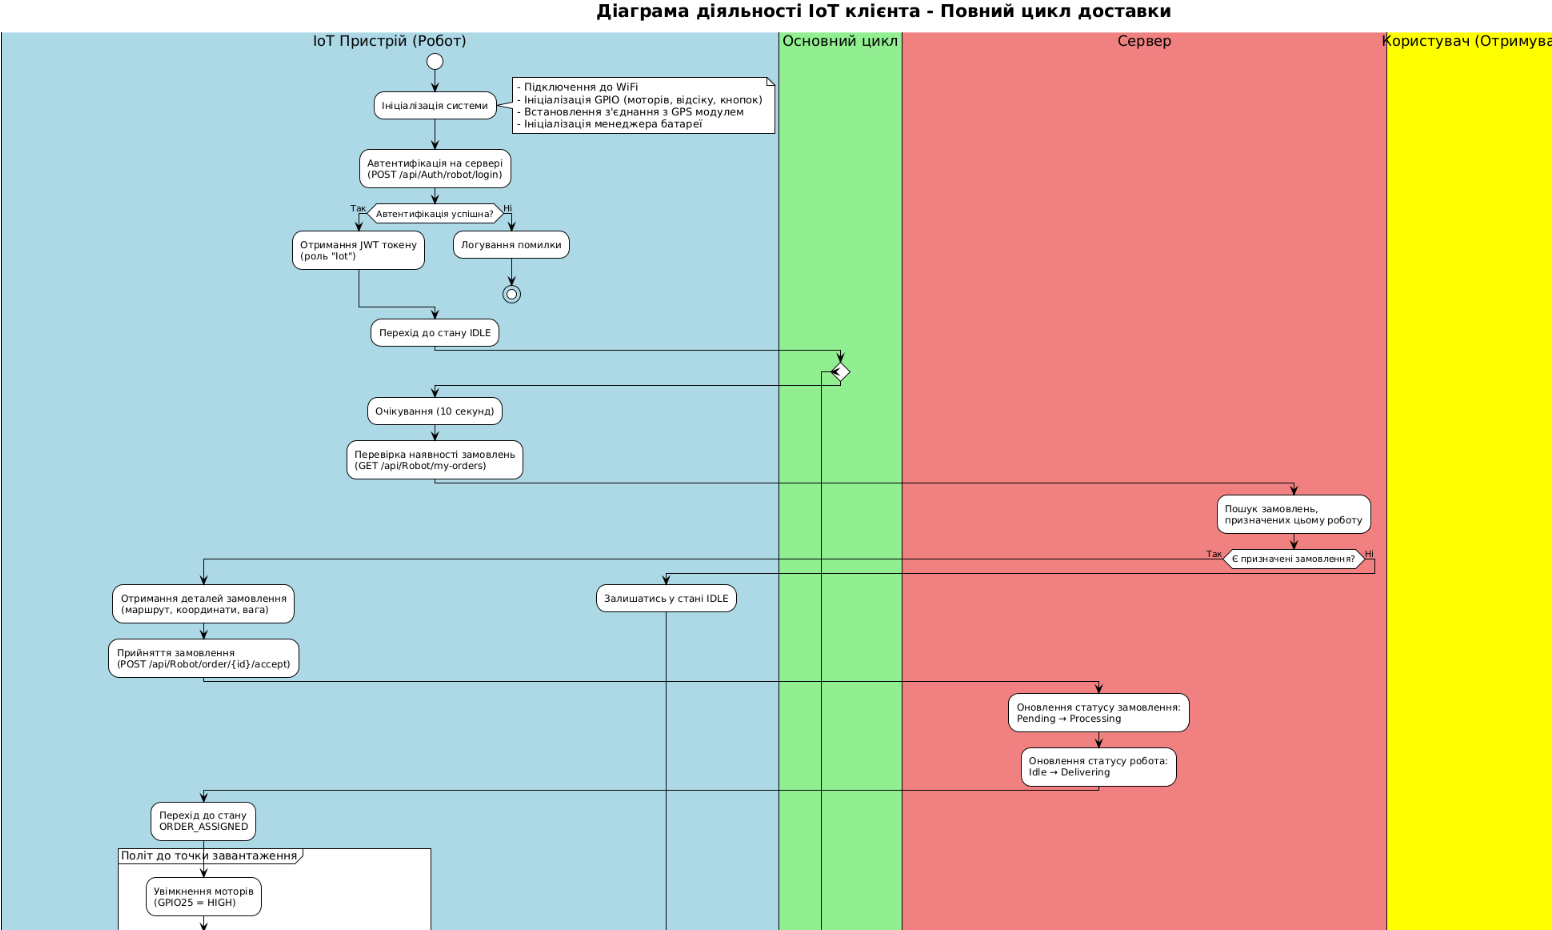 Діаграма діяльності IoT клієнта - Повний цикл доставки
IoT Пристрій (Робот)
Основний цикл
Сервер
Користувач (Отримува
Ініціалізація системи
- Підключення до WiFi
- Ініціалізація GPIO (моторів, відсіку, кнопок)
- Встановлення з'єднання з GPS модулем
- Ініціалізація менеджера батареї
Автентифікація на сервері
(POST /api/Auth/robot/login)
Так
Автентифікація успішна?
Ні
Отримання JWT токену
(роль "Iot")
Логування помилки
Перехід до стану IDLE
Очікування (10 секунд)
Перевірка наявності замовлень
(GET /api/Robot/my-orders)
Пошук замовлень,
призначених цьому роботу
Так
Є призначені замовлення?
Ні
Отримання деталей замовлення
(маршрут, координати, вага)
Залишатись у стані IDLE
Прийняття замовлення
(POST /api/Robot/order/{id}/accept)
Оновлення статусу замовлення:
Pending → Processing
Оновлення статусу робота:
Idle → Delivering
Перехід до стану
ORDER_ASSIGNED
Політ до точки завантаження
Увімкнення моторів
(GPIO25 = HIGH)